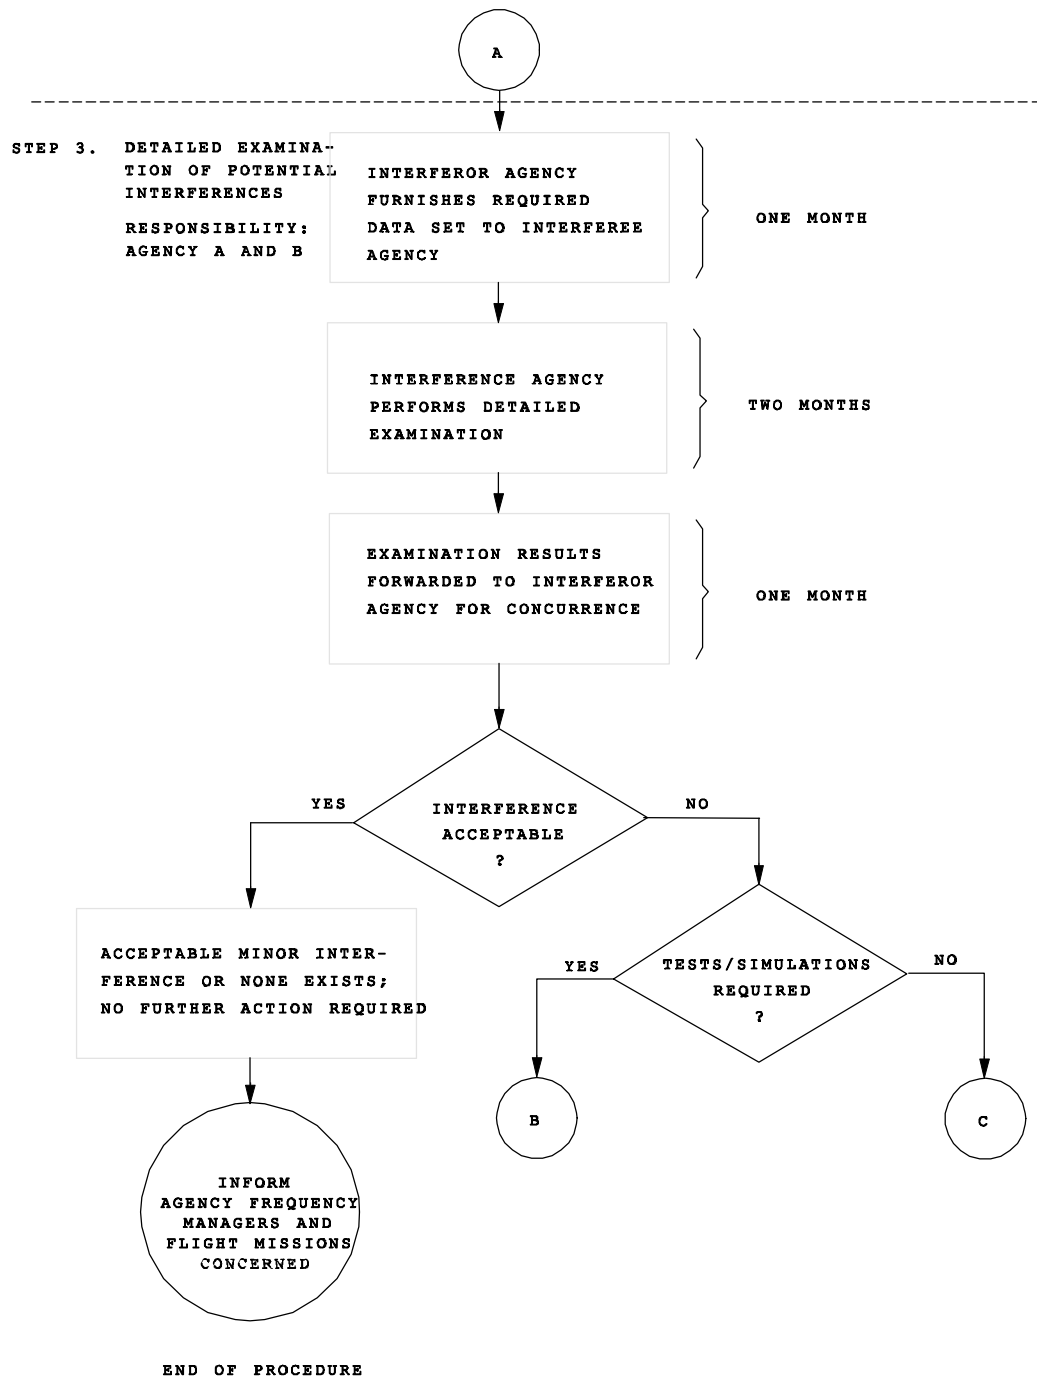 A
STEP 3. DETAILED EXAMINA-
TION OF POTENTIAL
INTERFERENCES
RESPONSIBILITY:
AGENCY A AND B
INTERFEROR AGENCY
FURNISHES REQUIRED
DATA SET TO INTERFEREE
AGENCY
ONE MONTH
INTERFERENCE AGENCY
PERFORMS DETAILED
EXAMINATION
TWO MONTHS
EXAMINATION RESULTS
FORWARDED TO INTERFEROR
AGENCY FOR CONCURRENCE
ONE MONTH
INTERFERENCE
ACCEPTABLE
?
YES
NO
ACCEPTABLE MINOR INTER-
FERENCE OR NONE EXISTS;
NO FURTHER ACTION REQUIRED
TESTS/SIMULATIONS
REQUIRED
?
YES
NO
B
C
INFORM
AGENCY FREQUENCY
MANAGERS AND
FLIGHT MISSIONS
CONCERNED
END OF PROCEDURE